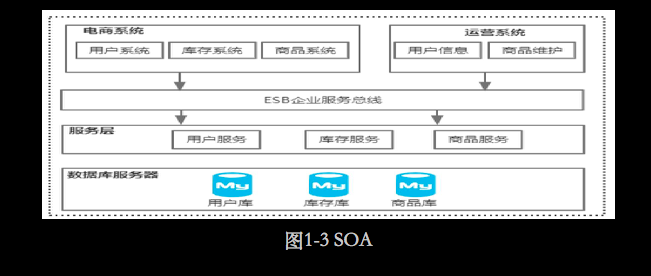 电商系统
用户系统 库存系统 商品系统
运营系统
用户信息 商品维护
ESB企业服务总线
服务层
用户服务 库存服务 商品服务
数据库服务器
My My My
用户库 库存库 商品库
图1-3 SOA